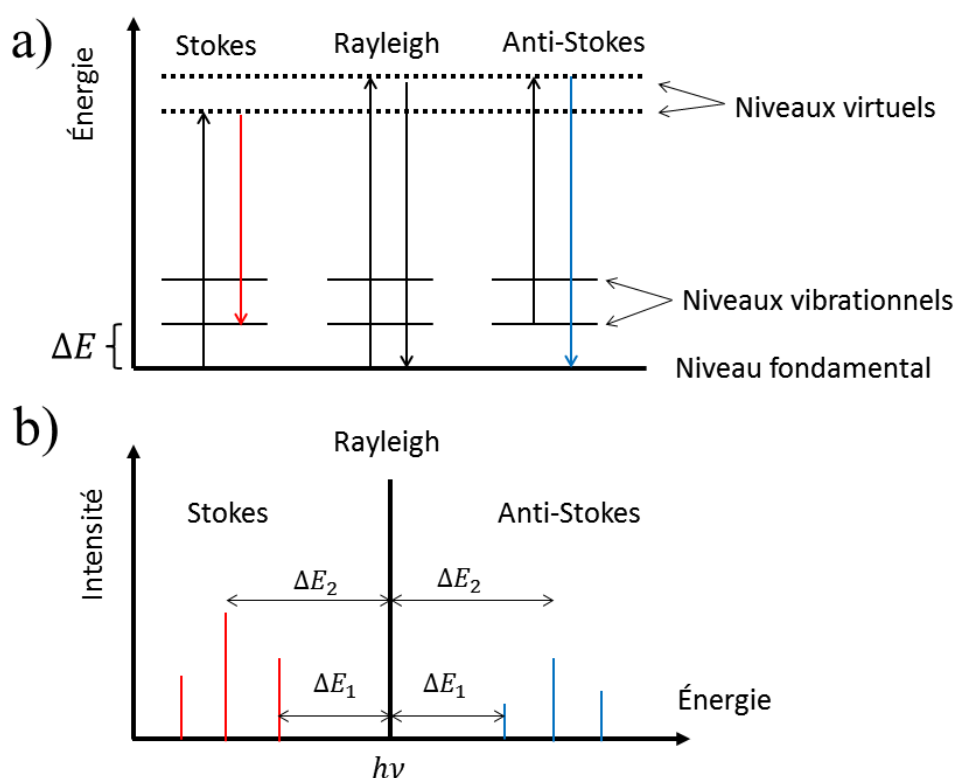 a)
Énergie
Stokes
Rayleigh
Anti-Stokes
Niveaux virtuels
Niveaux vibrationnels
ΔE
Niveau fondamental
b)
Intensité
Rayleigh
Stokes
Anti-Stokes
ΔE₂
ΔE₂
ΔE₁
ΔE₁
Énergie
hν